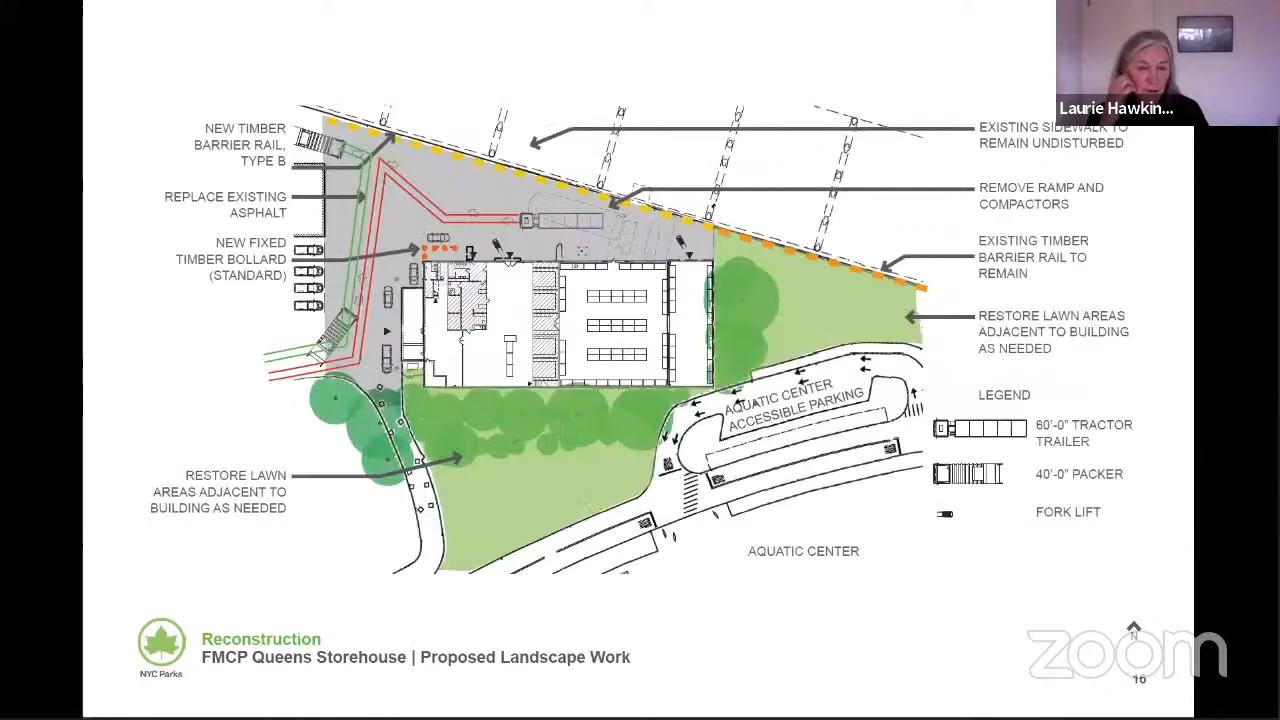 Laurie Hawkin...
NEW TIMBER
BARRIER RAIL,
TYPE B
REPLACE EXISTING
ASPHALT
NEW FIXED
TIMBER BOLLARD
(STANDARD)
RESTORE LAWN
AREAS ADJACENT TO
BUILDING AS NEEDED
EXISTING SIDEWALK TO
REMAIN UNDISTURBED
REMOVE RAMP AND
COMPACTORS
EXISTING TIMBER
BARRIER RAIL TO
REMAIN
RESTORE LAWN AREAS
ADJACENT TO BUILDING
AS NEEDED
AQUATIC CENTER
ACCESSIBLE PARKING
LEGEND
60'-0" TRACTOR
TRAILER
40'-0" PACKER
FORK LIFT
AQUATIC CENTER
NYC Parks
Reconstruction
FMCP Queens Storehouse | Proposed Landscape Work
N
zoom
16